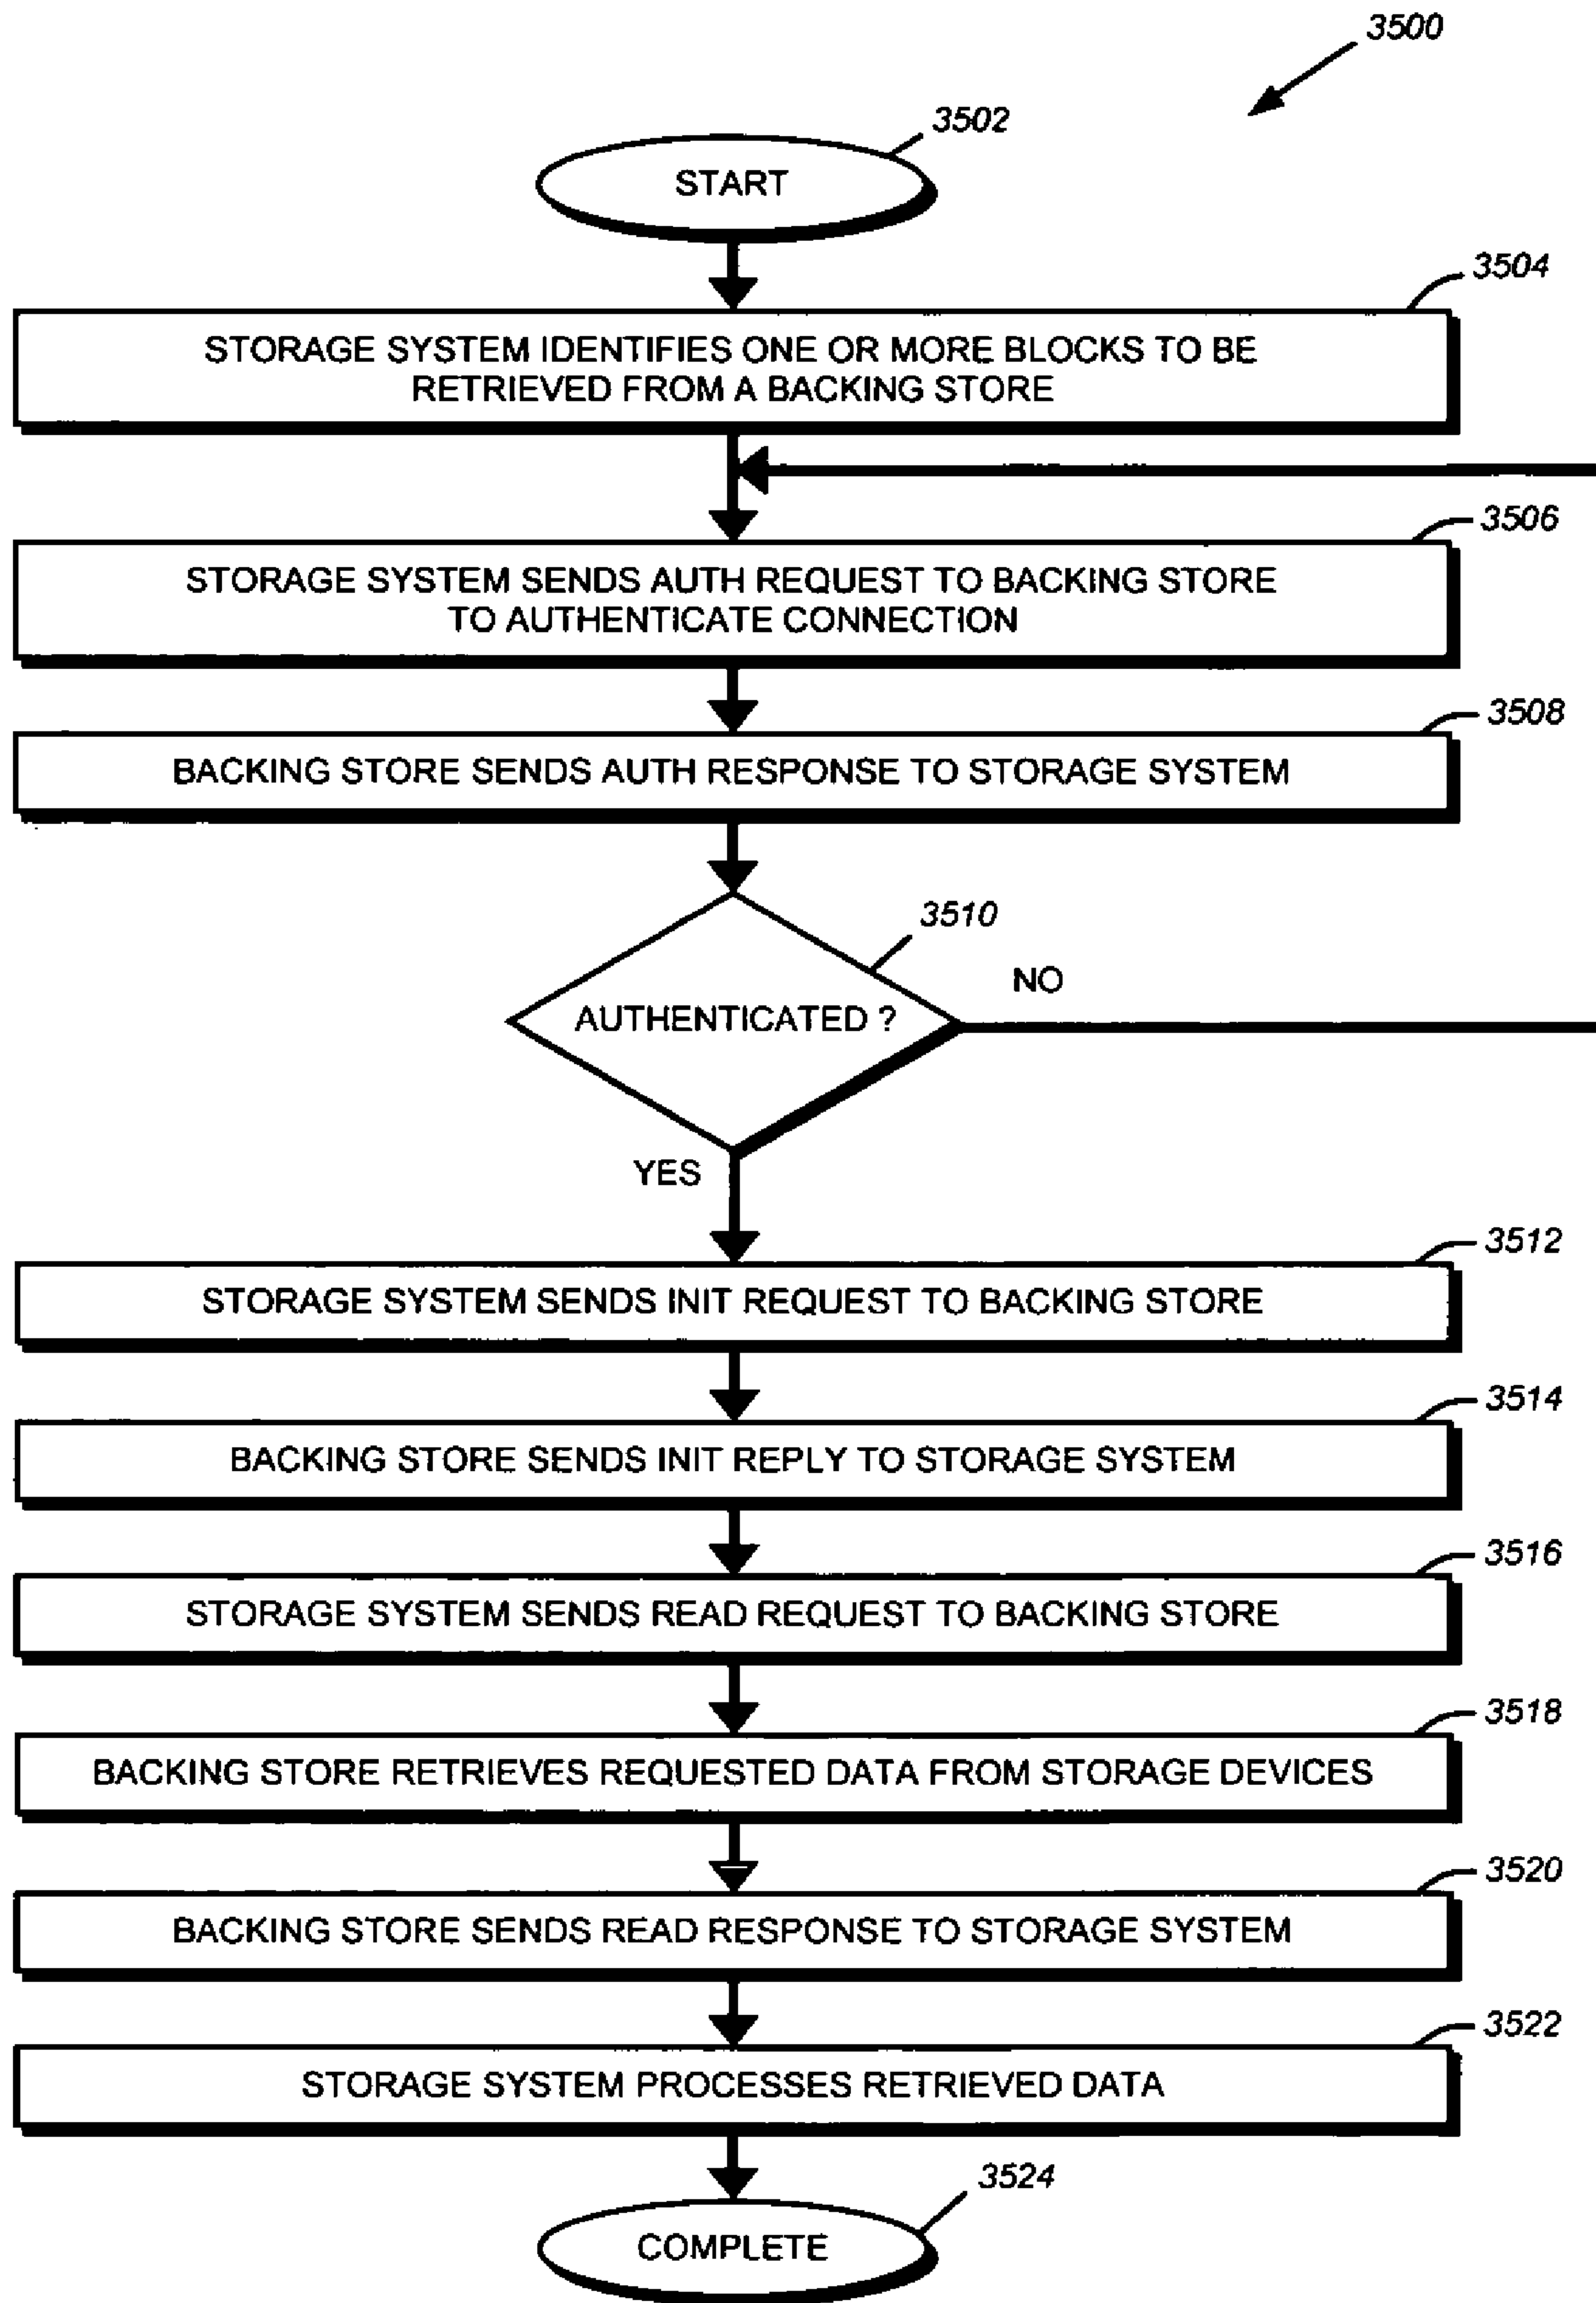 3500
3502
START
3504
STORAGE SYSTEM IDENTIFIES ONE OR MORE BLOCKS TO BE
RETRIEVED FROM A BACKING STORE
3506
STORAGE SYSTEM SENDS AUTH REQUEST TO BACKING STORE
TO AUTHENTICATE CONNECTION
3508
BACKING STORE SENDS AUTH RESPONSE TO STORAGE SYSTEM
3510
NO
AUTHENTICATED ?
YES
3512
STORAGE SYSTEM SENDS INIT REQUEST TO BACKING STORE
3514
BACKING STORE SENDS INIT REPLY TO STORAGE SYSTEM
3516
STORAGE SYSTEM SENDS READ REQUEST TO BACKING STORE
3518
BACKING STORE RETRIEVES REQUESTED DATA FROM STORAGE DEVICES
3520
BACKING STORE SENDS READ RESPONSE TO STORAGE SYSTEM
3522
STORAGE SYSTEM PROCESSES RETRIEVED DATA
3524
COMPLETE